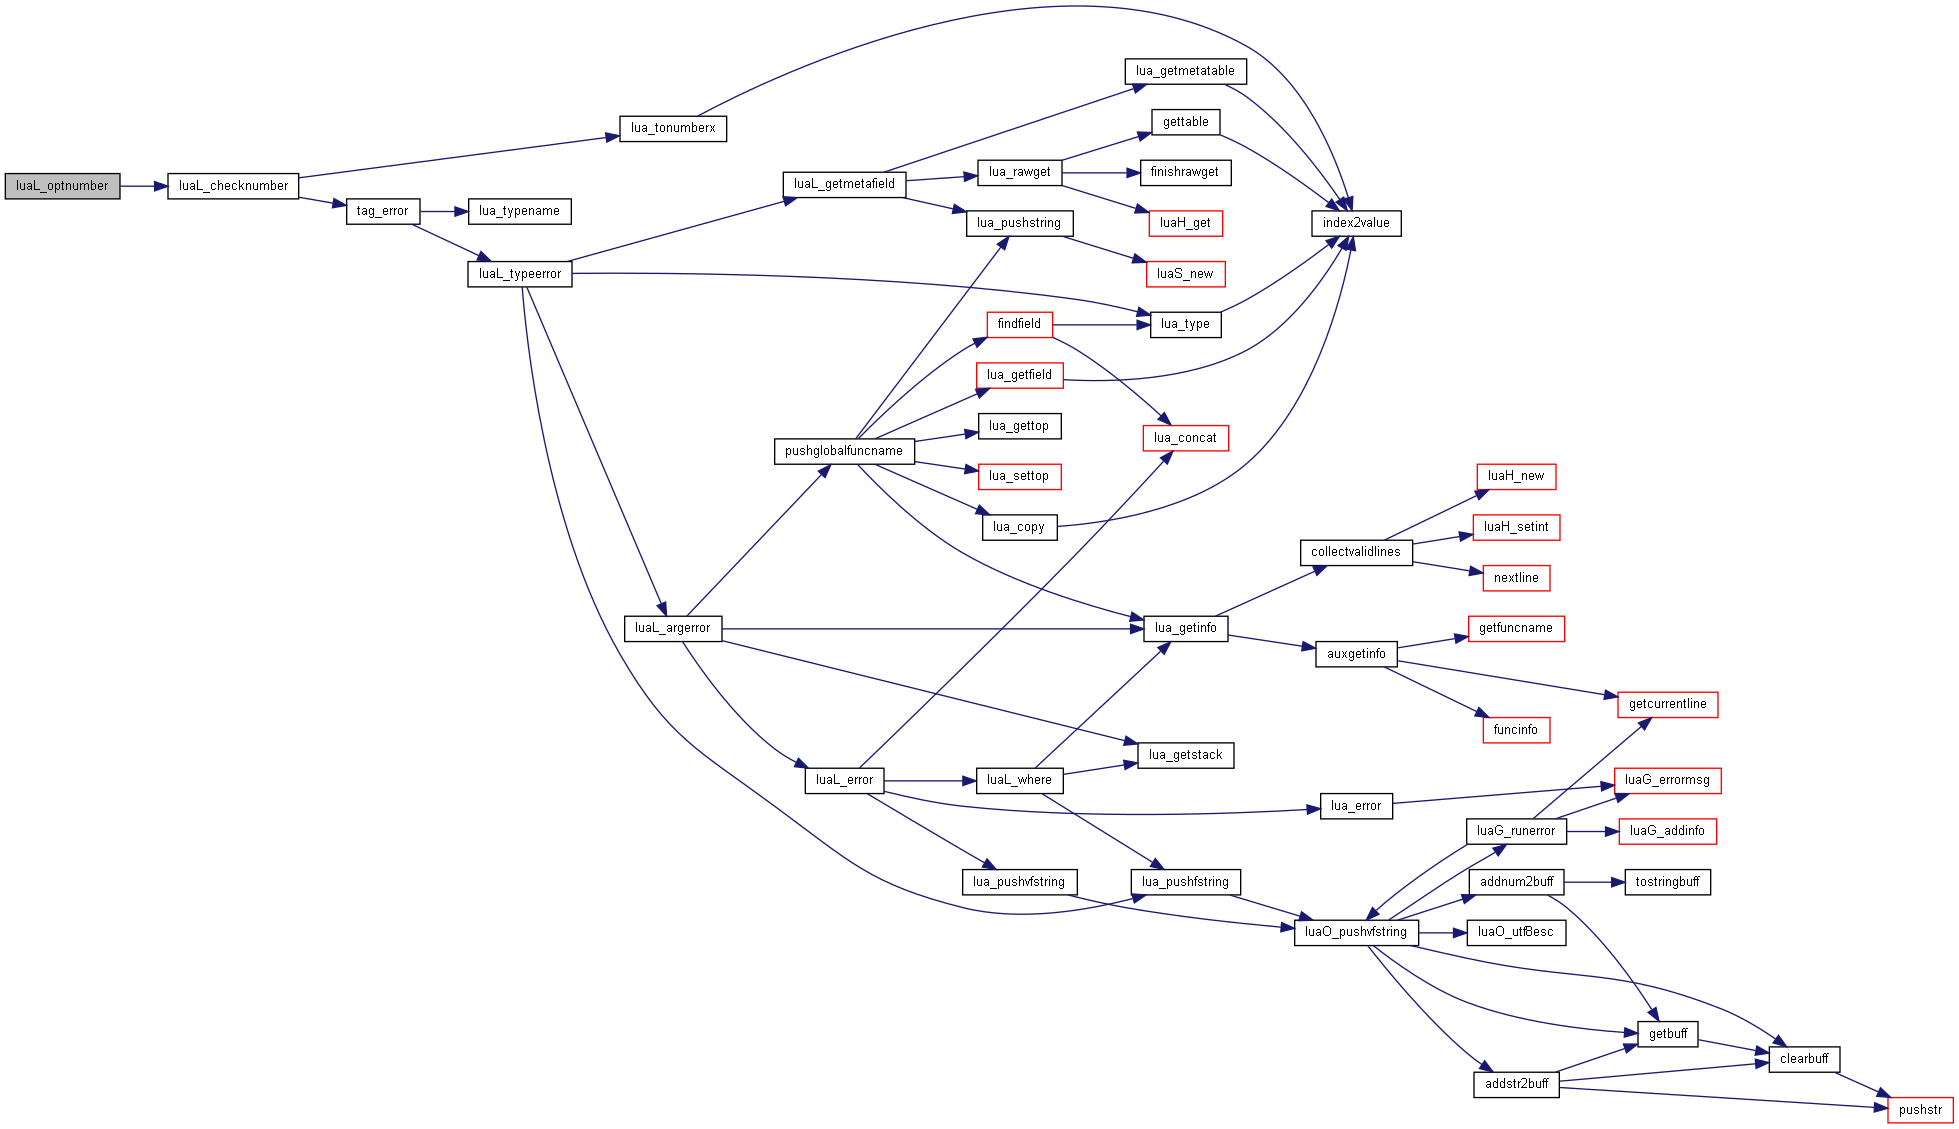 luaL_optnumber
luaL_checknumber
lua_tonumberx
tag_error
lua_typename
luaL_typeerror
luaL_getmetafield
lua_getmetatable
gettable
lua_rawget
finishrawget
luaH_get
lua_pushstring
index2value
luaS_new
findfield
lua_type
lua_getfield
lua_gettop
lua_concat
pushglobalfuncname
lua_settop
lua_copy
luaH_new
luaH_setint
collectvalidlines
nextline
luaL_argerror
lua_getinfo
getfuncname
auxgetinfo
getcurrentline
funcinfo
lua_getstack
luaL_error
luaL_where
luaG_errormsg
lua_error
luaG_runerror
luaG_addinfo
lua_pushvfstring
lua_pushfstring
addnum2buff
tostringbuff
luaO_pushvfstring
luaO_utf8esc
getbuff
clearbuff
addstr2buff
pushstr